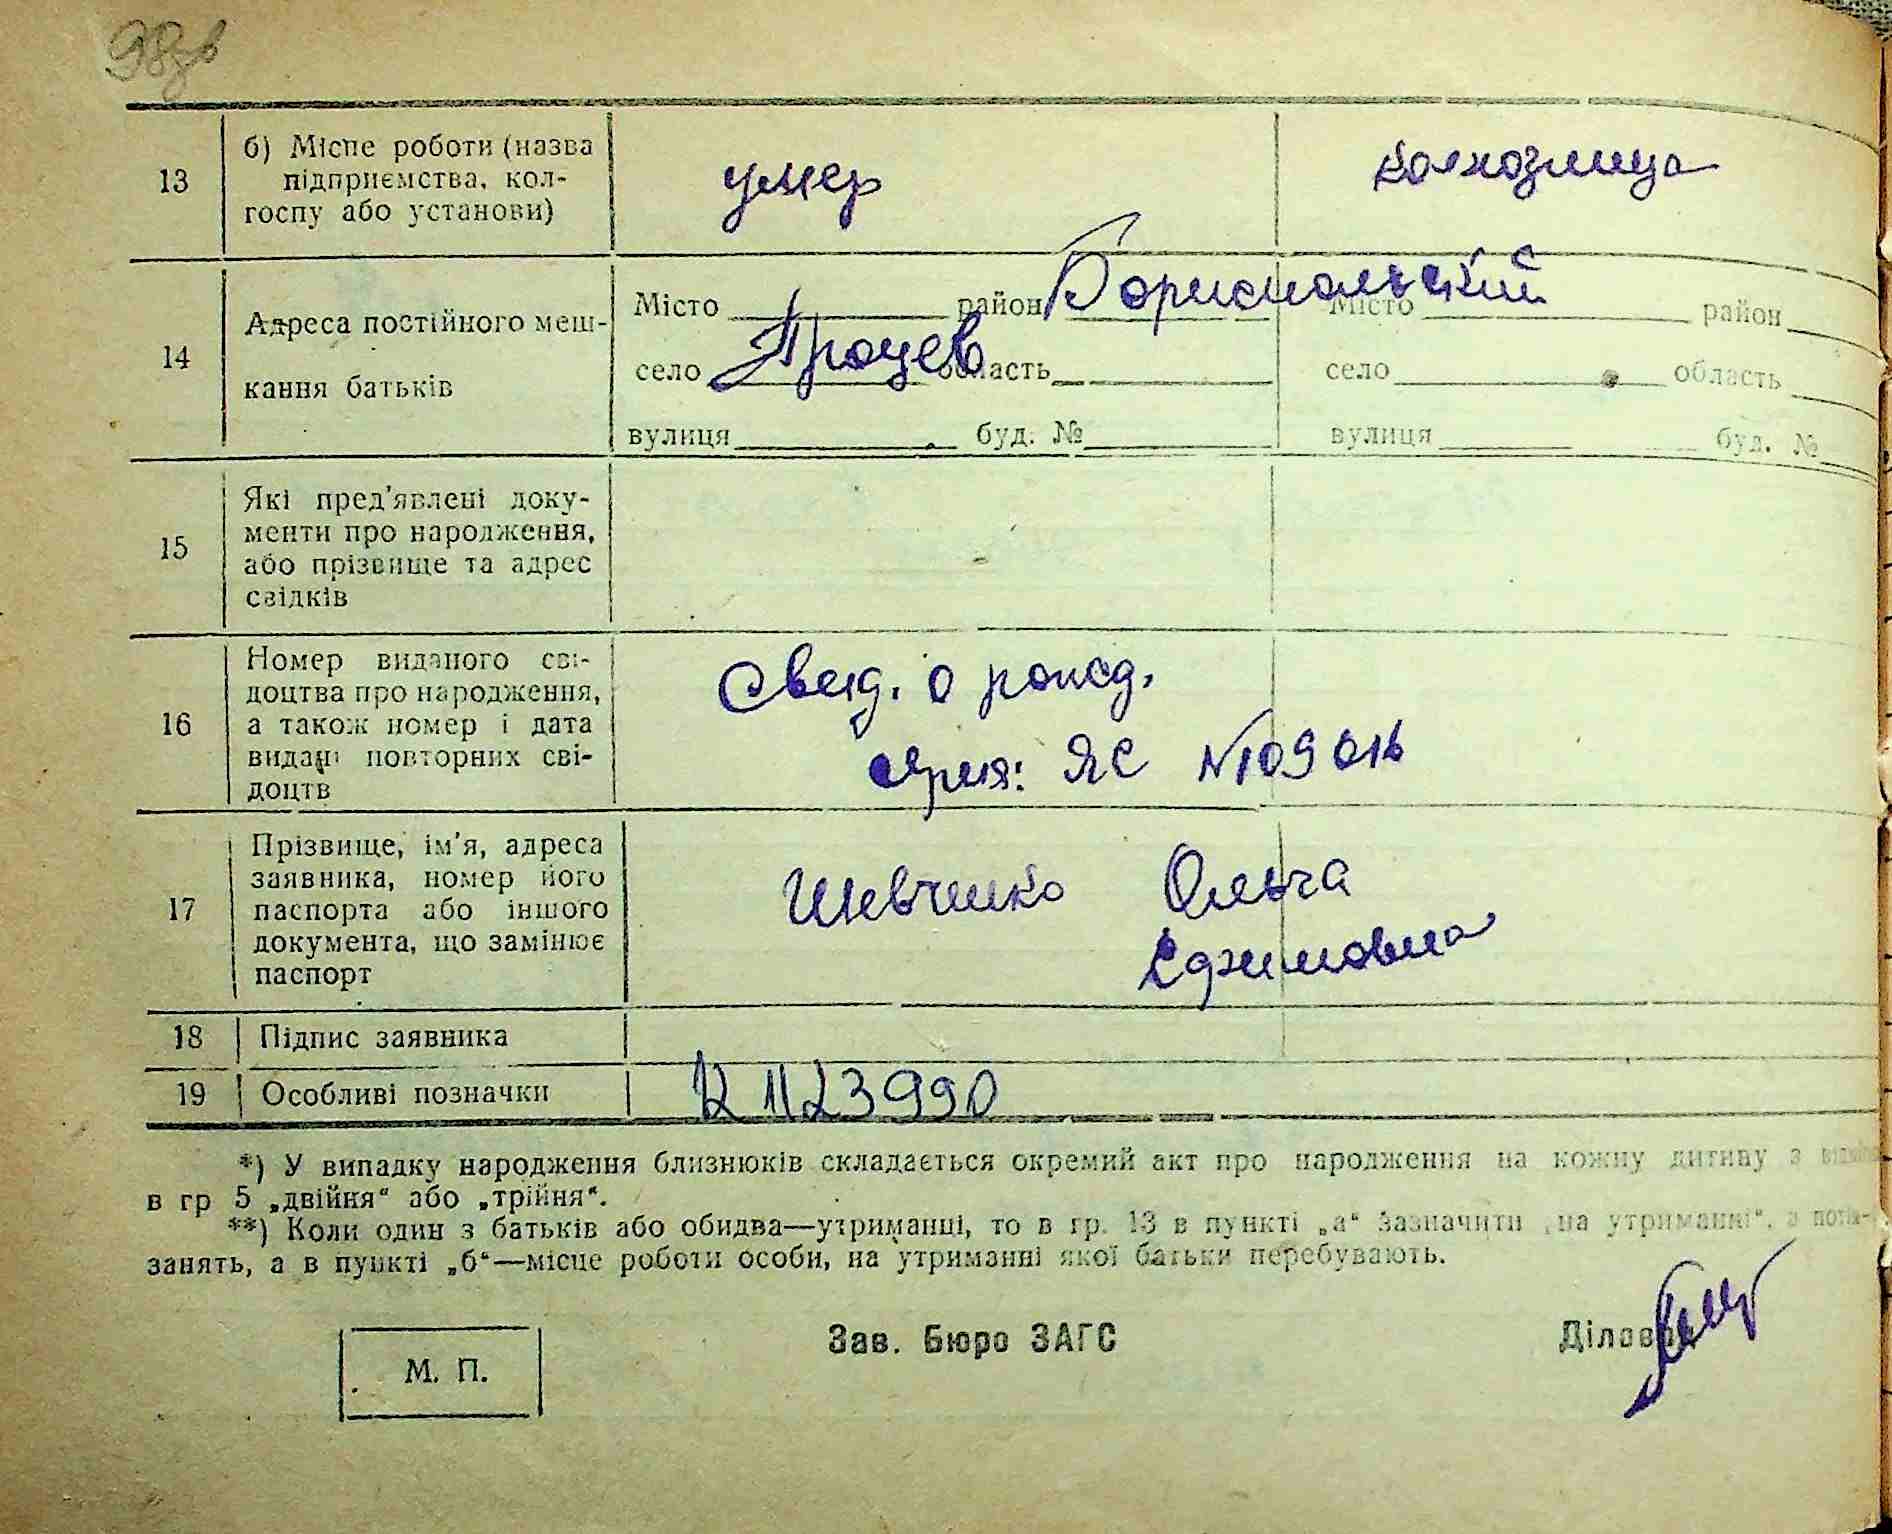 98зв
13
б) Місце роботи (назва
підприємства, кол-
госпу або установи)
умер
колхозница
14
Адреса постійного меш-
кання батьків
Місто район Бориспольский
Місто район
село Процев область
село область
вулиця буд. №
вулиця буд. №
15
Які пред'явлені доку-
менти про народження,
або прізвище та адрес
свідків
16
Номер виданого сві-
доцтва про народження,
а також номер і дата
видачі повторних сві-
доцтв
Свид. о рожд.
серия: ЯС №109016
17
Прізвище, ім'я, адреса
заявника, номер його
паспорта або іншого
документа, що замінює
паспорт
Шевченко Ольга
Ефимовна
18 Підпис заявника
19 Особливі позначки
1123990
*) У випадку народження близнюків складається окремий акт про народження на кожну дитину з
в гр 5 „двійня“ або „трійня“.
**) Коли один з батьків або обидва—утриманці, то в гр. 13 в пункті „а“ зазначити „на утриманні“, а
занять, а в пункті „б“—місце роботи особи, на утриманні якої батьки перебувають.
М. П.
Зав. Бюро ЗАГС
Діловод